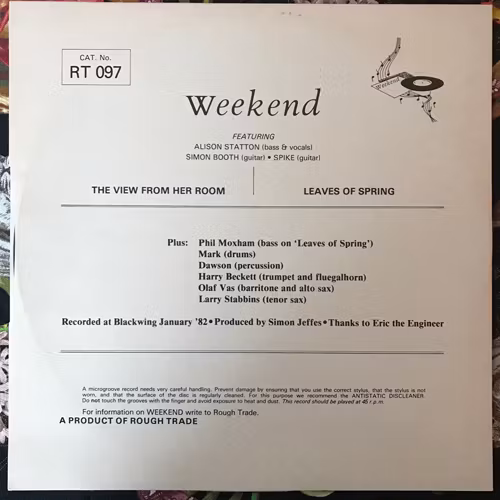 CAT. No.
RT 097
Weekend
Weekend
FEATURING
ALISON STATTON (bass & vocals)
SIMON BOOTH (guitar) • SPIKE (guitar)
THE VIEW FROM HER ROOM
LEAVES OF SPRING
Plus: Phil Moxham (bass on ‘Leaves of Spring’)
Mark (drums)
Dawson (percussion)
Harry Beckett (trumpet and fluegalhorn)
Olaf Vas (barritone and alto sax)
Larry Stabbins (tenor sax)
Recorded at Blackwing January '82 • Produced by Simon Jeffes • Thanks to Eric the Engineer
A microgroove record needs very careful handling. Prevent damage by ensuring that you use the correct stylus, that the stylus is not
worn, and that the surface of the disc is regularly cleaned. For this purpose we recommend the ANTISTATIC DISCLEANER.
Do not touch the grooves with the finger and avoid exposure to heat and dust. This record should be played at 45 r.p.m.
For information on WEEKEND write to Rough Trade.
A PRODUCT OF ROUGH TRADE